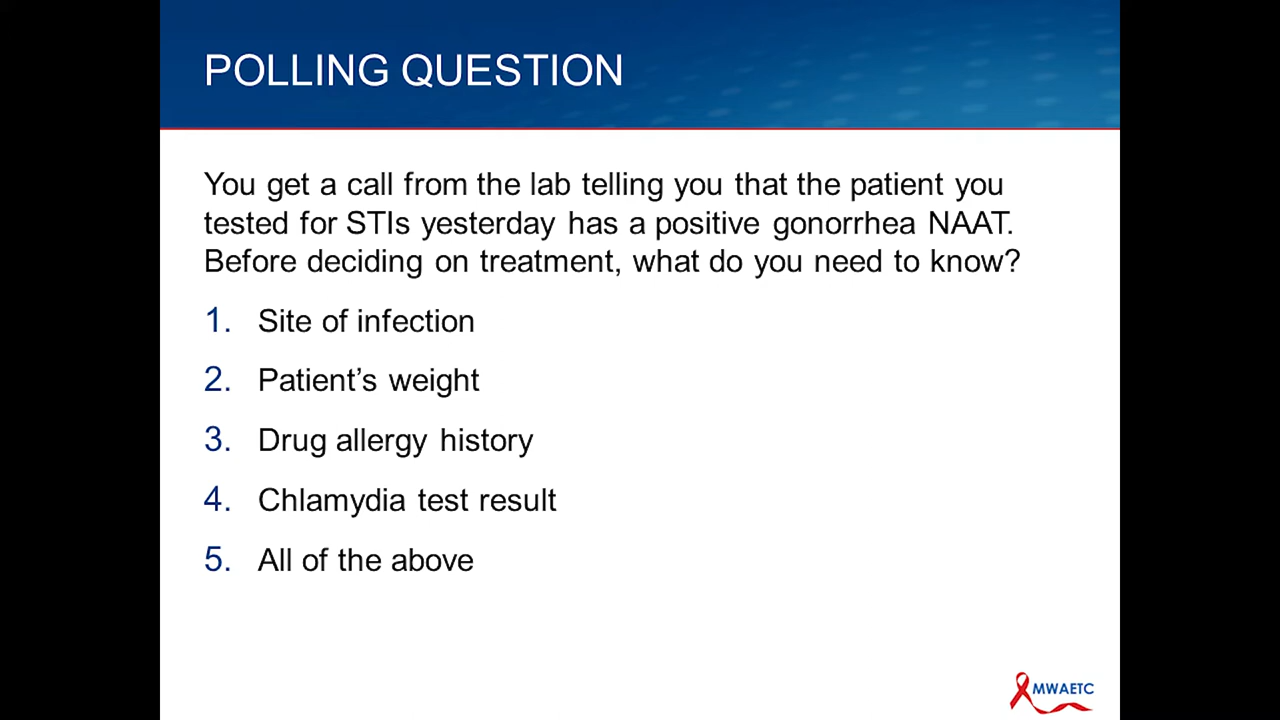 POLLING QUESTION
You get a call from the lab telling you that the patient you
tested for STIs yesterday has a positive gonorrhea NAAT.
Before deciding on treatment, what do you need to know?
1. Site of infection
2. Patient’s weight
3. Drug allergy history
4. Chlamydia test result
5. All of the above
MWAETC